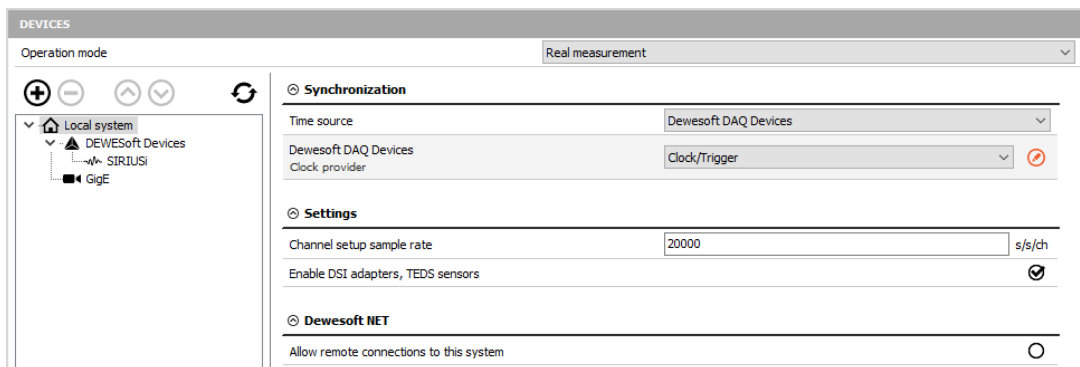 DEVICES
Operation mode
Real measurement
Local system
DEWESoft Devices
SIRIUSi
GigE
Synchronization
Time source
Dewesoft DAQ Devices
Dewesoft DAQ Devices
Clock provider
Clock/Trigger
Settings
Channel setup sample rate
20000
s/s/ch
Enable DSI adapters, TEDS sensors
Dewesoft NET
Allow remote connections to this system